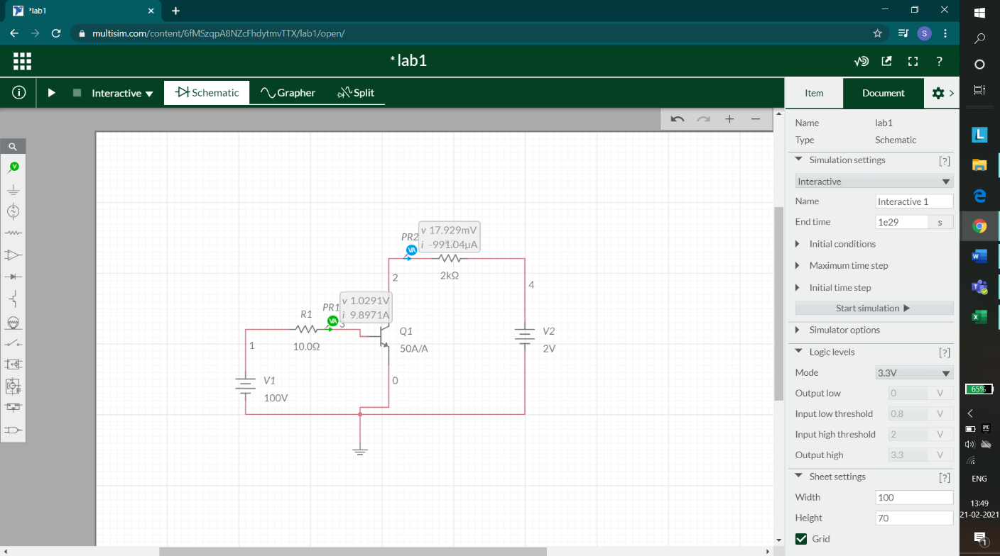 *lab1
multisim.com/content/6fMSzqpA8NZcFhdytmvTTX/lab1/open/
S
* lab1
?
Interactive
Schematic
Grapher
Split
Item
Document
Name lab1
Type Schematic
Simulation settings [?]
Interactive
Name Interactive 1
End time 1e29 s
Initial conditions
Maximum time step
Initial time step
Start simulation
Simulator options
Logic levels [?]
Mode 3.3V
Output low 0 V
Input low threshold 0.8 V
Input high threshold 2 V
Output high 3.3 V
Sheet settings [?]
Width 100
Height 70
Grid
V
PR2
VA
v 17.929mV
i -991.04µA
2kΩ
2
4
R1
10.0Ω
PR1
VA
v 1.0291V
i 9.8971A
3
Q1
50A/A
1
V1
100V
0
V2
2V
L
W
T
X
65%
EPIC
ENG
13:49
21-02-2021
1